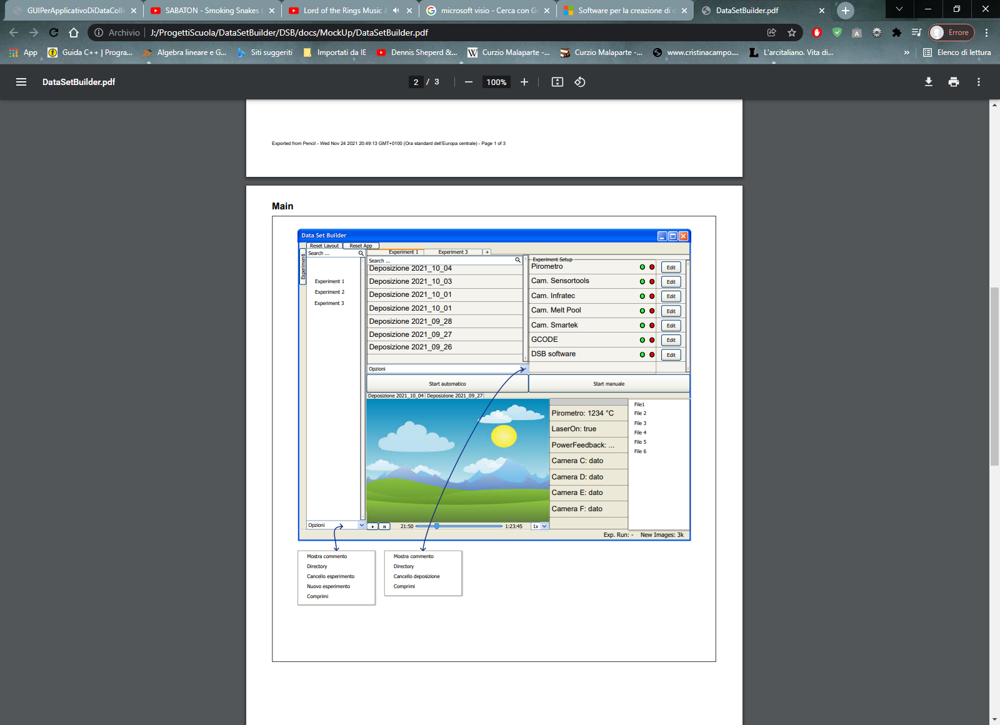 GUIPerApplicativoDiDataColle
SABATON - Smoking Snakes
Lord of the Rings Music &
microsoft visio - Cerca con Go
Software per la creazione di d
DataSetBuilder.pdf
Archivio
J:/ProgettiScuola/DataSetBuilder/DSB/docs/MockUp/DataSetBuilder.pdf
Errore
App
Guida C++ | Progra...
Algebra lineare e G...
Siti suggeriti
Importati da IE
Dennis Sheperd &...
Curzio Malaparte -...
Curzio Malaparte -...
www.cristinacampo....
L'arcitaliano. Vita di...
»
Elenco di lettura
DataSetBuilder.pdf
2 / 3
100%
Exported from Pencil - Wed Nov 24 2021 20:49:13 GMT+0100 (Ora standard dell'Europa centrale) - Page 1 of 3
Main
Data Set Builder
Reset Layout
Reset App
Esperimenti
Search ...
Experiment 1
Experiment 2
Experiment 3
Opzioni
Experiment 1
Experiment 3
+
Search ...
Deposizione 2021_10_04
Deposizione 2021_10_03
Deposizione 2021_10_01
Deposizione 2021_10_01
Deposizione 2021_09_28
Deposizione 2021_09_27
Deposizione 2021_09_26
Opzioni
Experiment Setup
Pirometro
Edit
Cam. Sensortools
Edit
Cam. Infratec
Edit
Cam. Melt Pool
Edit
Cam. Smartek
Edit
GCODE
Edit
DSB software
Edit
Start automatico
Start manuale
Deposizione 2021_10_04
Deposizione 2021_09_27
Pirometro: 1234 °C
LaserOn: true
PowerFeedback: ...
Camera C: dato
Camera D: dato
Camera E: dato
Camera F: dato
File1
File 2
File 3
File 4
File 5
File 6
21:50
1:23:45
1x
Exp. Run: -
New Images: 3k
Mostra commento
Directory
Cancello esperimento
Nuovo esperimento
Comprimi
Mostra commento
Directory
Cancello deposizione
Comprimi